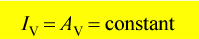 I_V = A_V = constant